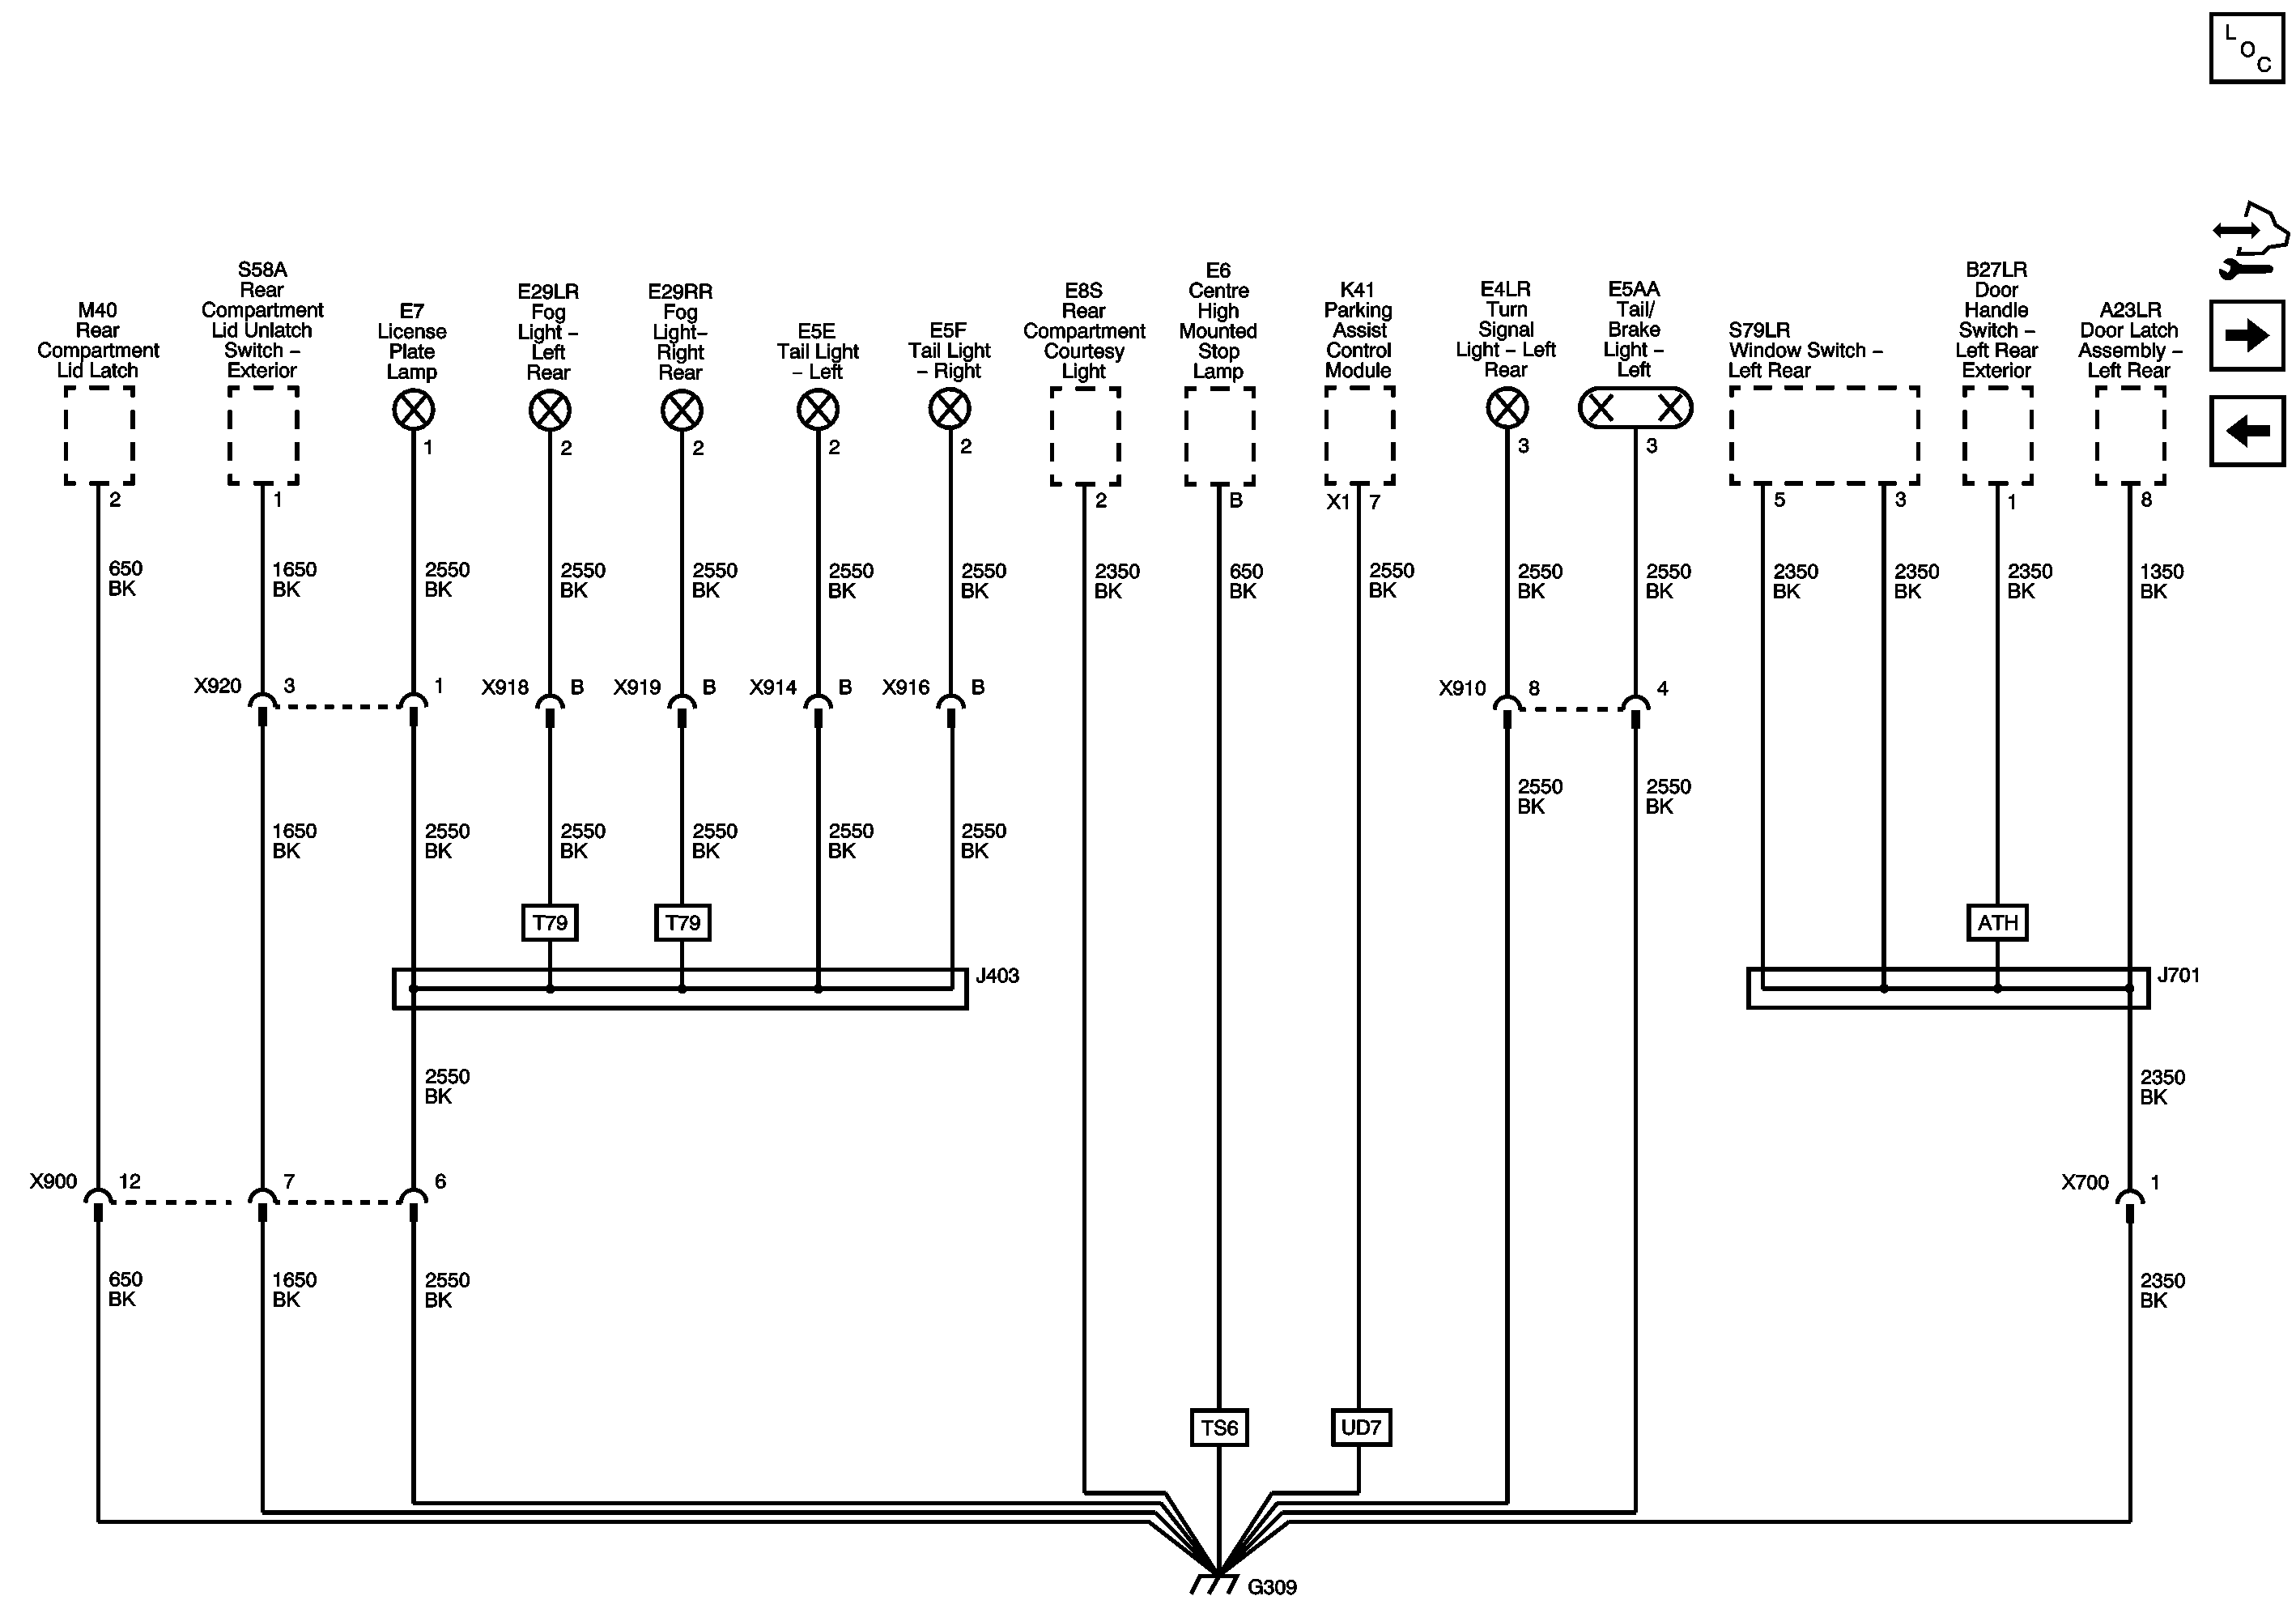 L
O
C
M40
Rear
Compartment
Lid Latch
S58A
Rear
Compartment
Lid Unlatch
Switch –
Exterior
E7
License
Plate
Lamp
E29LR
Fog
Light –
Left
Rear
E29RR
Fog
Light–
Right
Rear
E5E
Tail Light
– Left
E5F
Tail Light
– Right
E8S
Rear
Compartment
Courtesy
Light
E6
Centre
High
Mounted
Stop
Lamp
K41
Parking
Assist
Control
Module
E4LR
Turn
Signal
Light – Left
Rear
E5AA
Tail/
Brake
Light –
Left
S79LR
Window Switch –
Left Rear
B27LR
Door
Handle
Switch –
Left Rear
Exterior
A23LR
Door Latch
Assembly –
Left Rear
2
1
1
2
2
2
2
2
B
X1 7
3
3
5
3
1
8
650
BK
1650
BK
2550
BK
2550
BK
2550
BK
2550
BK
2550
BK
2350
BK
650
BK
2550
BK
2550
BK
2550
BK
2350
BK
2350
BK
2350
BK
1350
BK
X920 3
1
X918 B
X919 B
X914 B
X916 B
X910 8
4
1650
BK
2550
BK
2550
BK
2550
BK
2550
BK
2550
BK
2550
BK
2550
BK
T79
T79
ATH
J403
J701
2550
BK
2350
BK
X900 12
7
6
X700 1
650
BK
1650
BK
2550
BK
2350
BK
TS6
UD7
G309